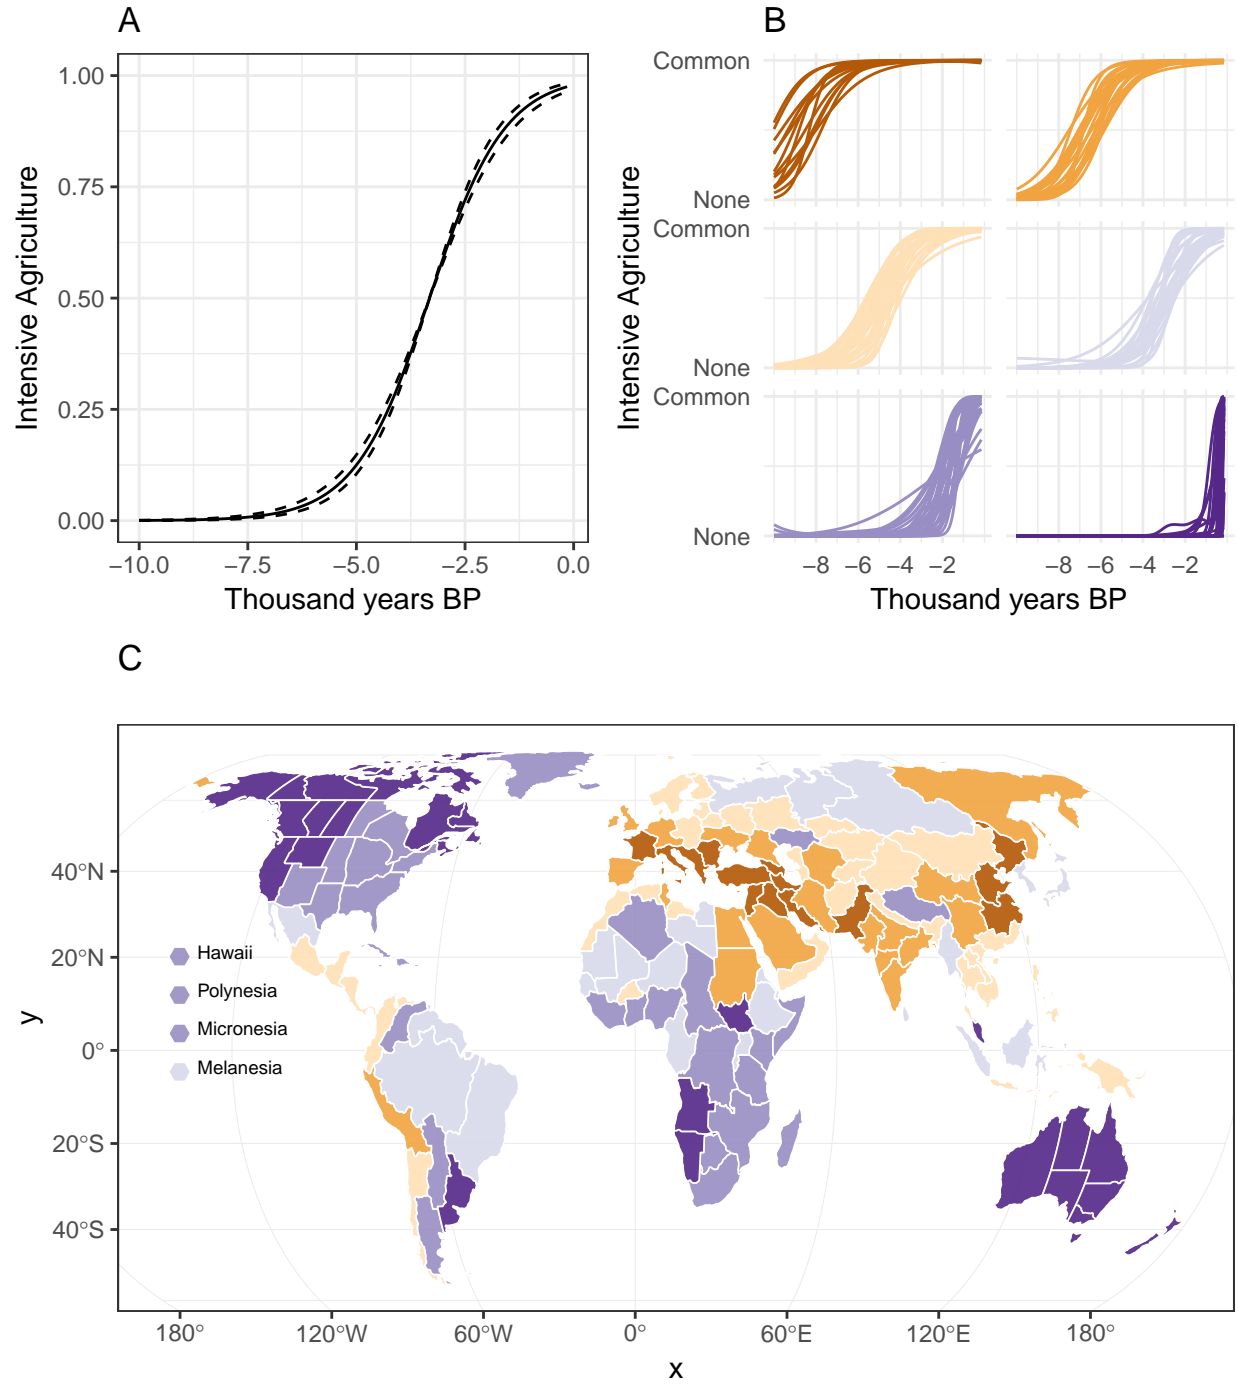 A
B
1.00
0.75
0.50
0.25
0.00
Intensive Agriculture
−10.0 −7.5 −5.0 −2.5 0.0
Thousand years BP
Common
None
Common
None
Common
None
Intensive Agriculture
−8 −6 −4 −2 −8 −6 −4 −2
Thousand years BP
C
40°N
20°N
0°
20°S
40°S
y
Hawaii
Polynesia
Micronesia
Melanesia
180° 120°W 60°W 0° 60°E 120°E 180°
x